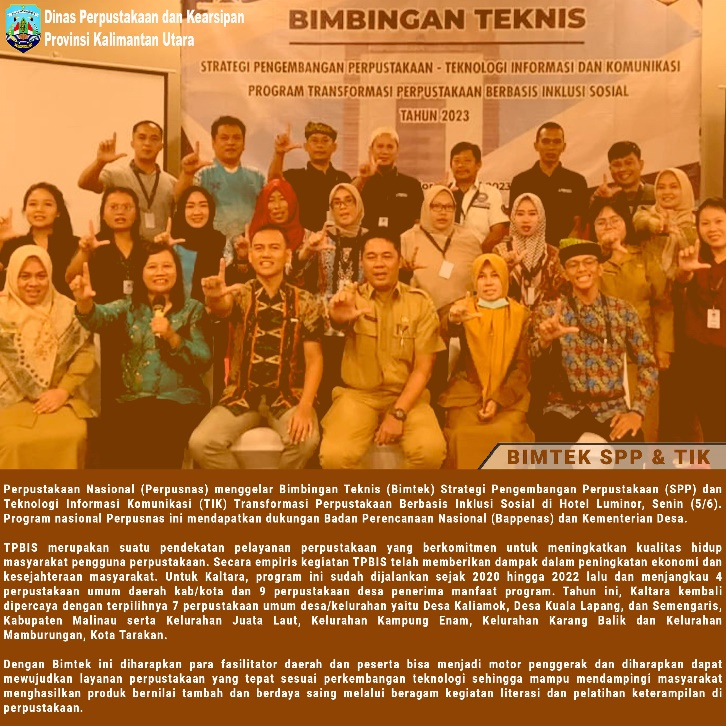 Dinas Perpustakaan dan Kearsipan
Provinsi Kalimantan Utara
BIMBINGAN TEKNIS
STRATEGI PENGEMBANGAN PERPUSTAKAAN - TEKNOLOGI INFORMASI DAN KOMUNIKASI
PROGRAM TRANSFORMASI PERPUSTAKAAN BERBASIS INKLUSI SOSIAL
TAHUN 2023
2023
BIMTEK SPP & TIK
Perpustakaan Nasional (Perpusnas) menggelar Bimbingan Teknis (Bimtek) Strategi Pengembangan Perpustakaan (SPP) dan
Teknologi Informasi Komunikasi (TIK) Transformasi Perpustakaan Berbasis Inklusi Sosial di Hotel Luminor, Senin (5/6).
Program nasional Perpusnas ini mendapatkan dukungan Badan Perencanaan Nasional (Bappenas) dan Kementerian Desa.
TPBIS merupakan suatu pendekatan pelayanan perpustakaan yang berkomitmen untuk meningkatkan kualitas hidup
masyarakat pengguna perpustakaan. Secara empiris kegiatan TPBIS telah memberikan dampak dalam peningkatan ekonomi dan
kesejahteraan masyarakat. Untuk Kaltara, program ini sudah dijalankan sejak 2020 hingga 2022 lalu dan menjangkau 4
perpustakaan umum daerah kab/kota dan 9 perpustakaan desa penerima manfaat program. Tahun ini, Kaltara kembali
dipercaya dengan terpilihnya 7 perpustakaan umum desa/kelurahan yaitu Desa Kaliamok, Desa Kuala Lapang, dan Semengaris,
Kabupaten Malinau serta Kelurahan Juata Laut, Kelurahan Kampung Enam, Kelurahan Karang Balik dan Kelurahan
Mamburungan, Kota Tarakan.
Dengan Bimtek ini diharapkan para fasilitator daerah dan peserta bisa menjadi motor penggerak dan diharapkan dapat
mewujudkan layanan perpustakaan yang tepat sesuai perkembangan teknologi sehingga mampu mendampingi masyarakat
menghasilkan produk bernilai tambah dan berdaya saing melalui beragam kegiatan literasi dan pelatihan keterampilan di
perpustakaan.